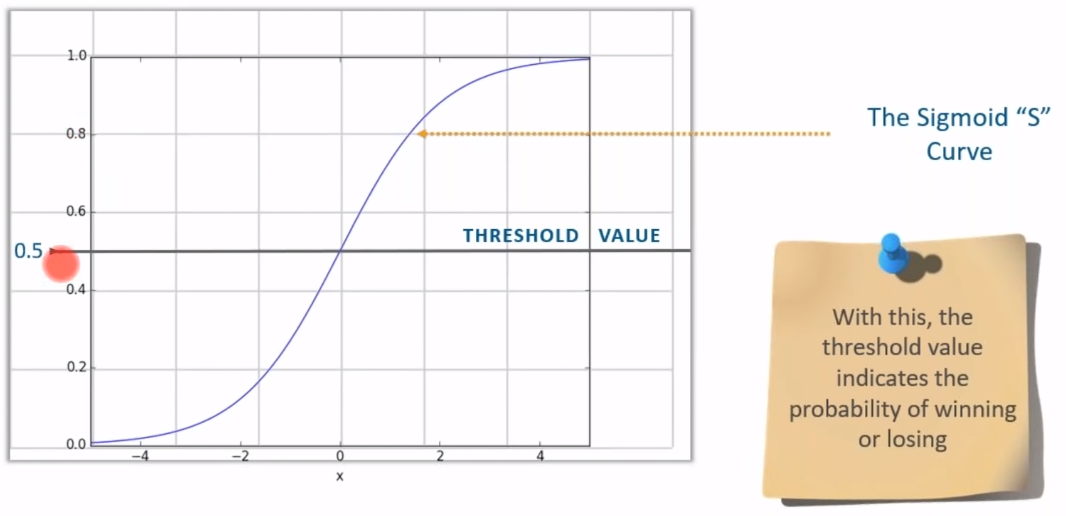 1.0
0.8
0.6
0.5
THRESHOLD VALUE
0.4
0.2
0.0
−4 −2 0 2 4
x
The Sigmoid “S”
Curve
With this, the
threshold value
indicates the
probability of winning
or losing